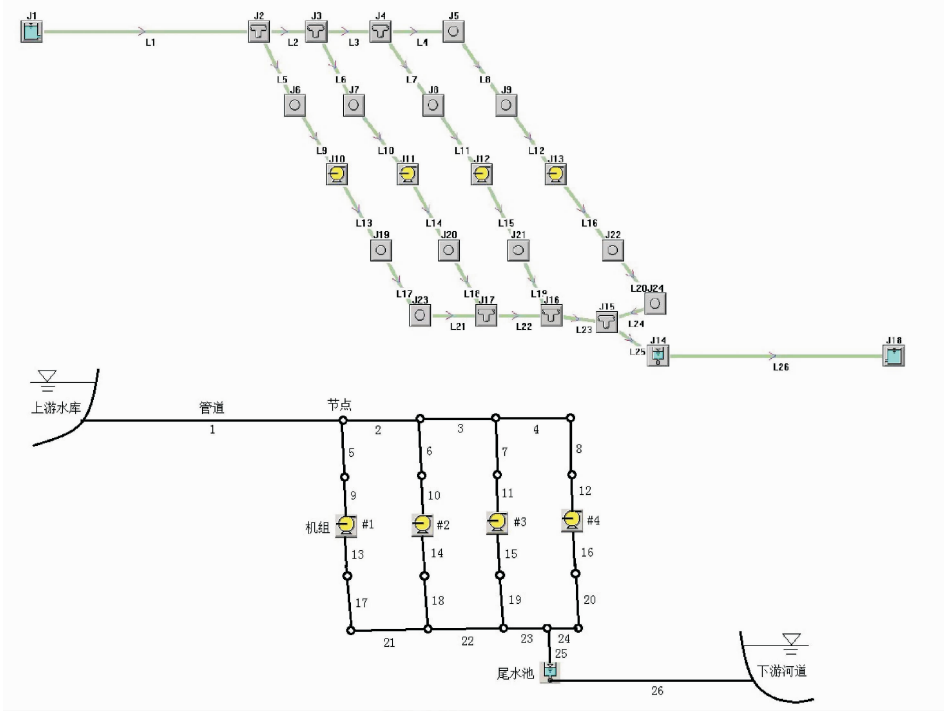 J1 J2 J3 J4 J5
L1 L2 L3 L4
L5 L6 L7 L8
J6 J7 J8 J9
L9 L10 L11 L12
J10 J11 J12 J13
L13 L14 L15 L16
J19 J20 J21 J22
L17 L18 L19 L20 J24
J23 J17 J16 J15
L21 L22 L23 L24
L25 J14 J18
L26
上游水库 管道 节点
1 2 3 4
5 6 7 8
9 10 11 12
机组 #1 #2 #3 #4
13 14 15 16
17 18 19 20
21 22 23 24
25
尾水池 下游河道
26